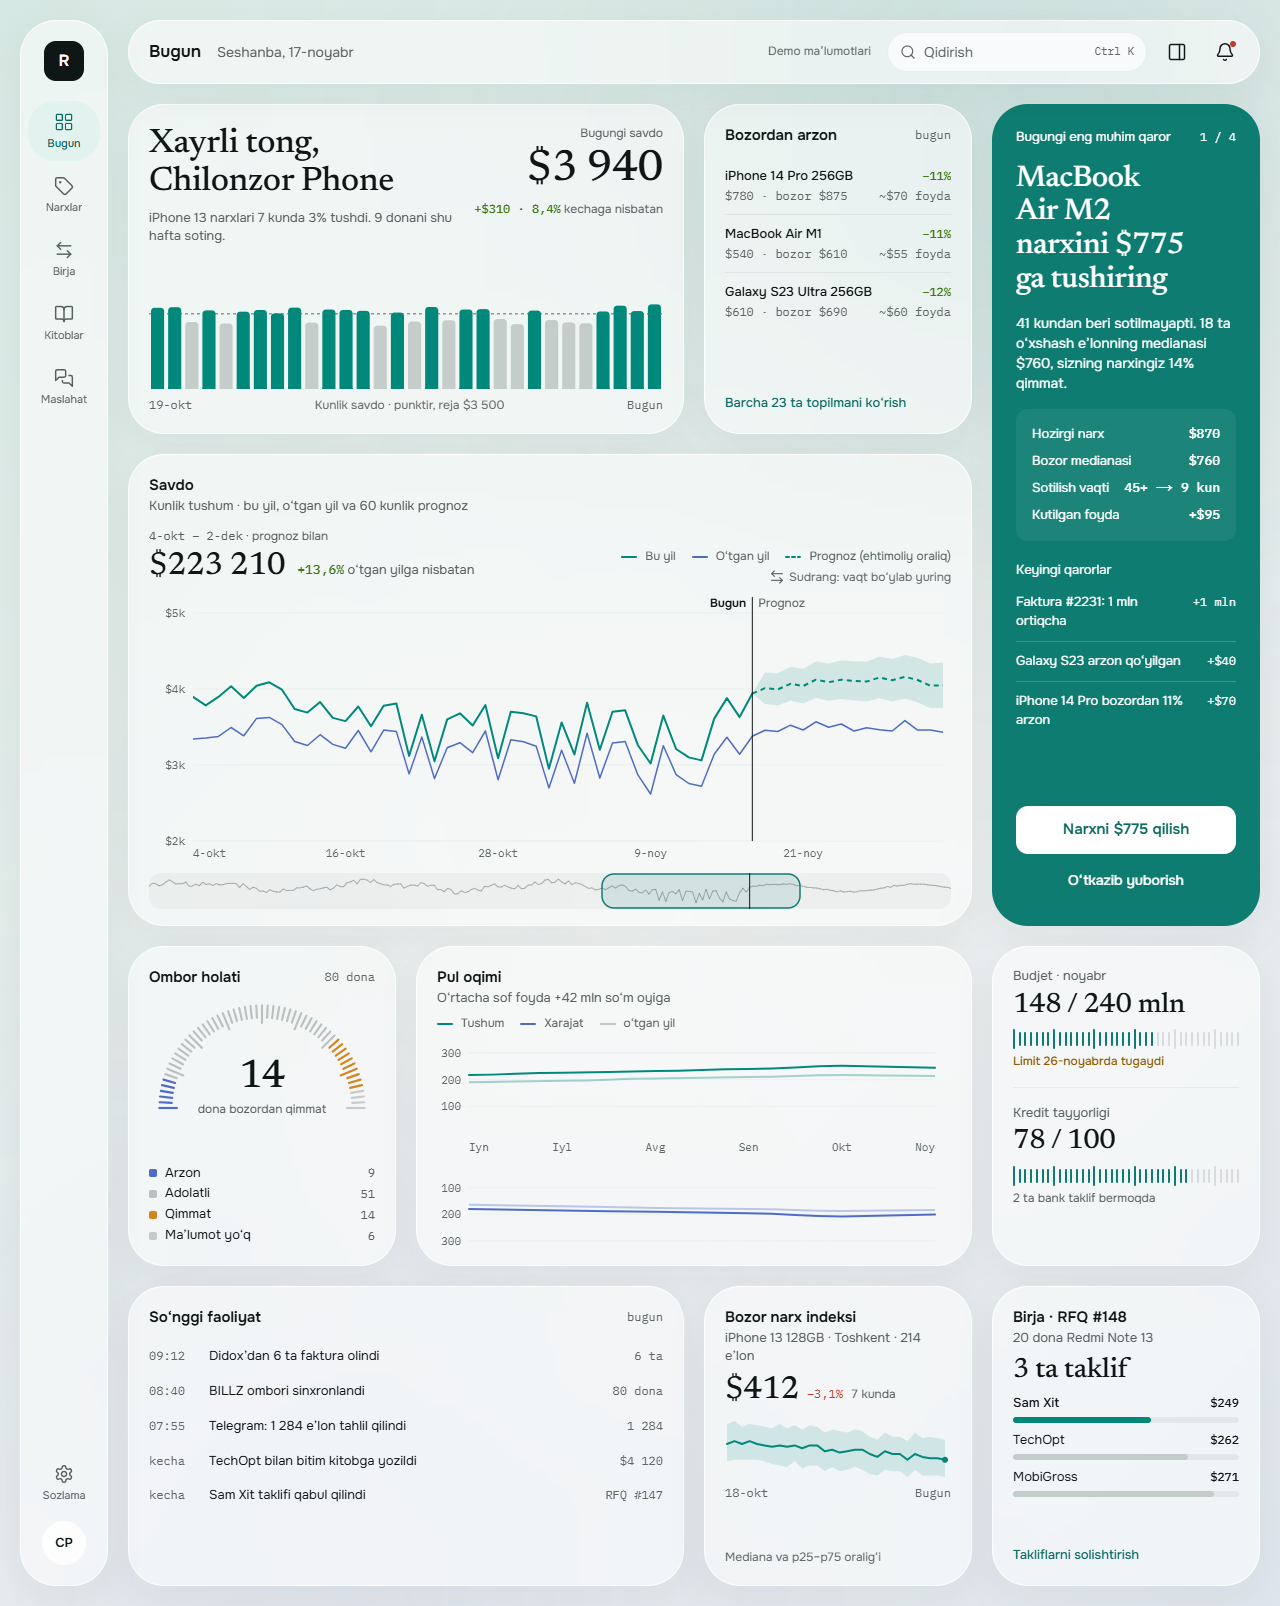 R
Bugun
Narxlar
Birja
Kitoblar
Maslahat
Sozlama
CP
Bugun Seshanba, 17-noyabr
Demo ma‘lumotlari
Qidirish Ctrl K
Xayrli tong,
Chilonzor Phone
iPhone 13 narxlari 7 kunda 3% tushdi. 9 donani shu
hafta soting.
Bugungi savdo
$3 940
+$310 · 8,4% kechaga nisbatan
19-okt Kunlik savdo · punktir, reja $3 500 Bugun
Bozordan arzon bugun
iPhone 14 Pro 256GB −11%
$780 · bozor $875 ~$70 foyda
MacBook Air M1 −11%
$540 · bozor $610 ~$55 foyda
Galaxy S23 Ultra 256GB −12%
$610 · bozor $690 ~$60 foyda
Barcha 23 ta topilmani ko‘rish
Bugungi eng muhim qaror 1 / 4
MacBook
Air M2
narxini $775
ga tushiring
41 kundan beri sotilmayapti. 18 ta
o‘xshash e’lonning medianasi
$760, sizning narxingiz 14%
qimmat.
Hozirgi narx $870
Bozor medianasi $760
Sotilish vaqti 45+ → 9 kun
Kutilgan foyda +$95
Keyingi qarorlar
Faktura #2231: 1 mln +1 mln
ortiqcha
Galaxy S23 arzon qo‘yilgan +$40
iPhone 14 Pro bozordan 11% +$70
arzon
Narxni $775 qilish
O‘tkazib yuborish
Savdo
Kunlik tushum · bu yil, o‘tgan yil va 60 kunlik prognoz
4-okt – 2-dek · prognoz bilan
$223 210 +13,6% o‘tgan yilga nisbatan
Bu yil O‘tgan yil Prognoz (ehtimoliy oraliq)
Sudrang: vaqt bo‘ylab yuring
Bugun Prognoz
$5k
$4k
$3k
$2k
4-okt 16-okt 28-okt 9-noy 21-noy
Ombor holati 80 dona
14
dona bozordan qimmat
Arzon 9
Adolatli 51
Qimmat 14
Ma’lumot yo‘q 6
Pul oqimi
O‘rtacha sof foyda +42 mln so‘m oyiga
Tushum Xarajat o‘tgan yil
300
200
100
Iyn Iyl Avg Sen Okt Noy
100
200
300
Budjet · noyabr
148 / 240 mln
Limit 26-noyabrda tugaydi
Kredit tayyorligi
78 / 100
2 ta bank taklif bermoqda
So‘nggi faoliyat bugun
09:12 Didox’dan 6 ta faktura olindi 6 ta
08:40 BILLZ ombori sinxronlandi 80 dona
07:55 Telegram: 1 284 e’lon tahlil qilindi 1 284
kecha TechOpt bilan bitim kitobga yozildi $4 120
kecha Sam Xit taklifi qabul qilindi RFQ #147
Bozor narx indeksi
iPhone 13 128GB · Toshkent · 214
e’lon
$412 −3,1% 7 kunda
18-okt Bugun
Mediana va p25–p75 oralig‘i
Birja · RFQ #148
20 dona Redmi Note 13
3 ta taklif
Sam Xit $249
TechOpt $262
MobiGross $271
Takliflarni solishtirish